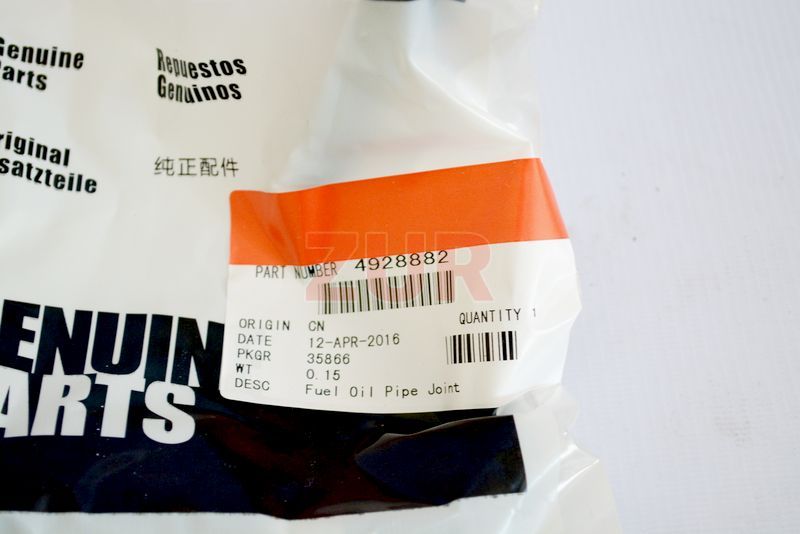 Genuine
Parts
Repuestos
Genuinos
riginal
satzteile
纯正配件
ZUR
PART NUMBER 4928882
ORIGIN CN
QUANTITY 1
DATE 12-APR-2016
PKGR 35866
WT 0.15
DESC Fuel Oil Pipe Joint
ENUIN
ARTS